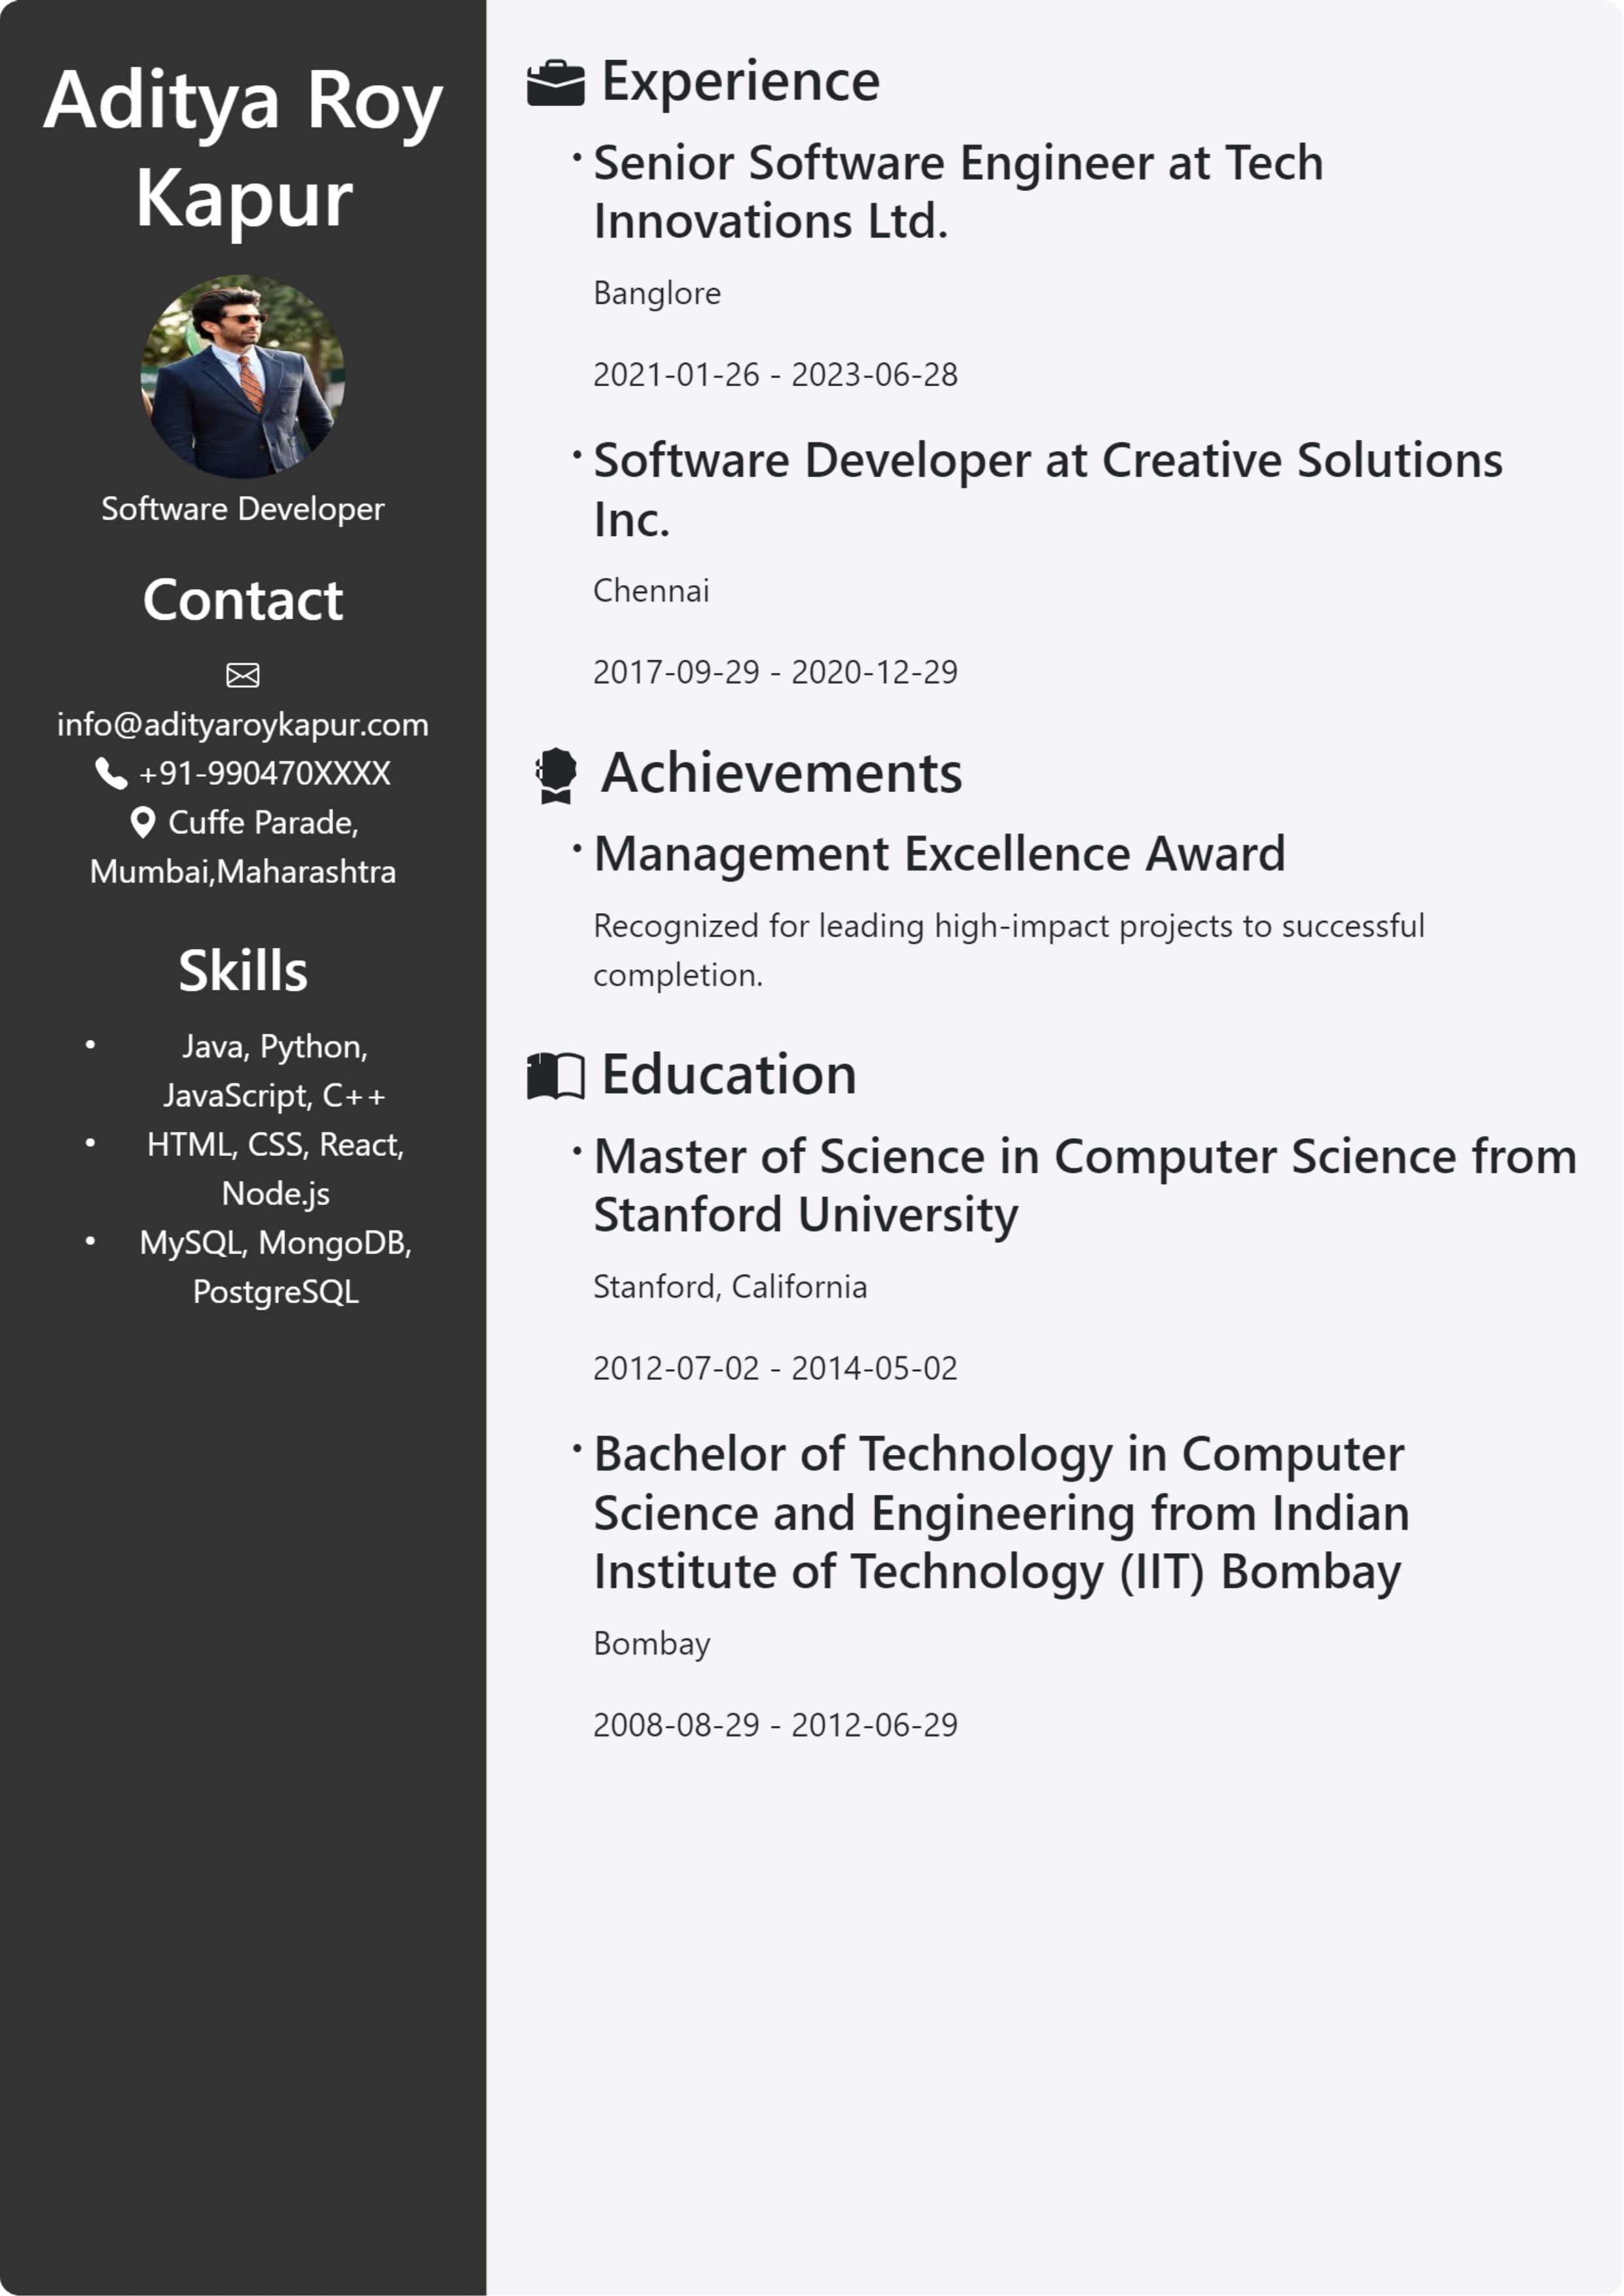 Aditya Roy
Kapur
Software Developer
Contact
info@adityaroykapur.com
+91-990470XXXX
Cuffe Parade,
Mumbai,Maharashtra
Skills
• Java, Python,
JavaScript, C++
• HTML, CSS, React,
Node.js
• MySQL, MongoDB,
PostgreSQL
Experience
• Senior Software Engineer at Tech
Innovations Ltd.
Banglore
2021-01-26 - 2023-06-28
• Software Developer at Creative Solutions
Inc.
Chennai
2017-09-29 - 2020-12-29
Achievements
• Management Excellence Award
Recognized for leading high-impact projects to successful
completion.
Education
• Master of Science in Computer Science from
Stanford University
Stanford, California
2012-07-02 - 2014-05-02
• Bachelor of Technology in Computer
Science and Engineering from Indian
Institute of Technology (IIT) Bombay
Bombay
2008-08-29 - 2012-06-29